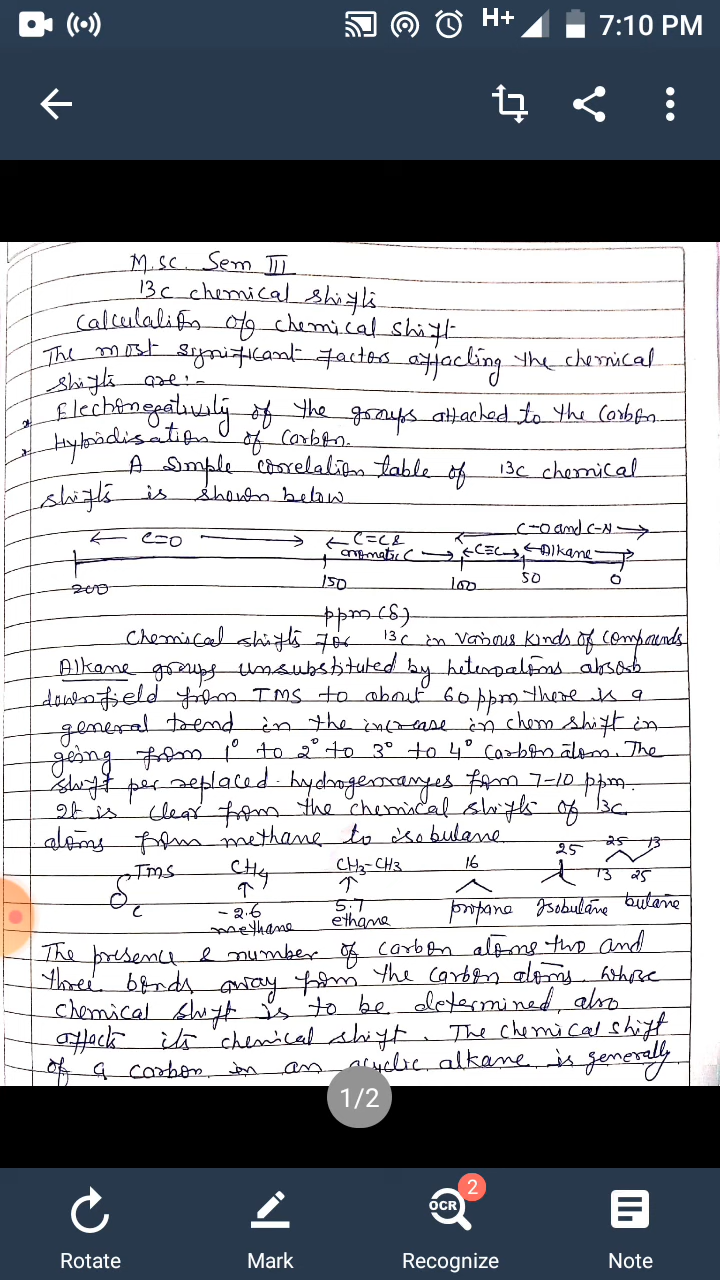 H+ 7:10 PM
M.Sc. Sem III
13c chemical shifts
Calculation of chemical shift
The most significant factors affacting the chemical
shifts are:-
* Electronegativity of the groups attached to the Carbon
* Hybridisation of Carbon.
A simple correlation table of 13c chemical
shifts is shown below
C-O and C-N
C=O C=C & aromatic C C≡C Alkane
200 150 100 50 0
ppm (δ)
Chemical shifts for 13c in various kinds of compounds
Alkane groups unsubstituted by heteroatoms absorb
downfield from TMS to about 60 ppm there is a
general trend in the increase in chem shift in
going from 1° to 2° to 3° to 4° Carbon atom. The
shift per replaced hydrogen ranges from 7-10 ppm.
It is clear from the chemical shifts of 13c
atoms from methane to isobutane.
25 25 13
TMS CH4 CH3-CH3 16 13 25
δc
-2.6 5.7 propane Isobutane butane
methane ethane
The presence & number of carbon atoms two and
three bonds away from the carbon atoms whose
chemical shift is to be determined, also
affects its chemical shift. The chemical shift
of a carbon in an acyclic alkane is generally
1/2
OCR 2
Rotate Mark Recognize Note